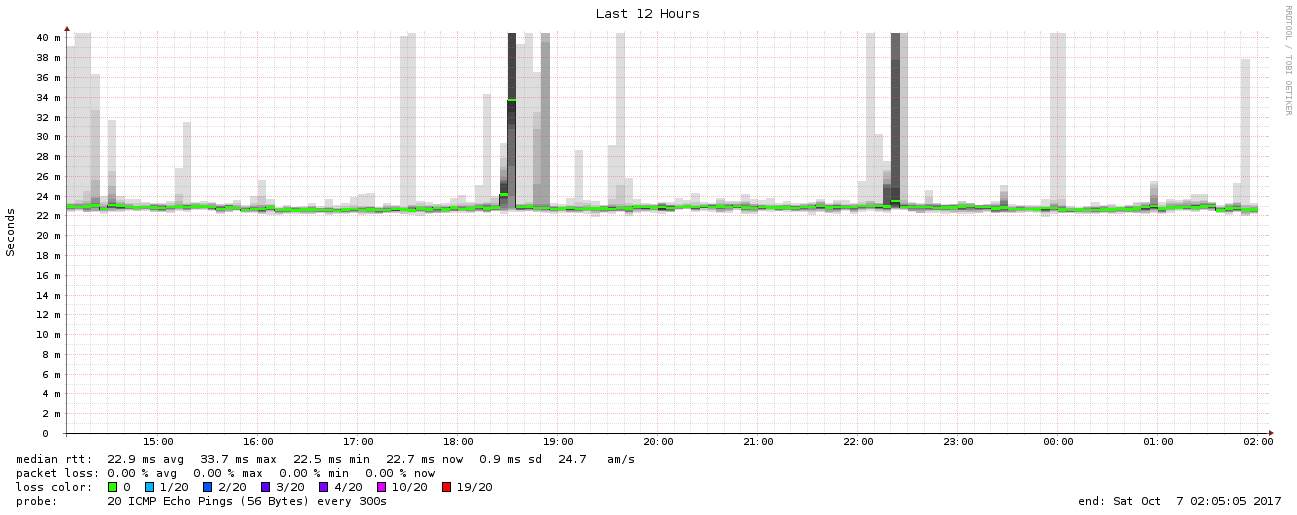 Last 12 Hours
RRDTOOL / TOBI OETIKER
Seconds
40 m
38 m
36 m
34 m
32 m
30 m
28 m
26 m
24 m
22 m
20 m
18 m
16 m
14 m
12 m
10 m
8 m
6 m
4 m
2 m
0
15:00 16:00 17:00 18:00 19:00 20:00 21:00 22:00 23:00 00:00 01:00 02:00
median rtt: 22.9 ms avg 33.7 ms max 22.5 ms min 22.7 ms now 0.9 ms sd 24.7 am/s
packet loss: 0.00 % avg 0.00 % max 0.00 % min 0.00 % now
loss color: 0 1/20 2/20 3/20 4/20 10/20 19/20
probe: 20 ICMP Echo Pings (56 Bytes) every 300s end: Sat Oct 7 02:05:05 2017